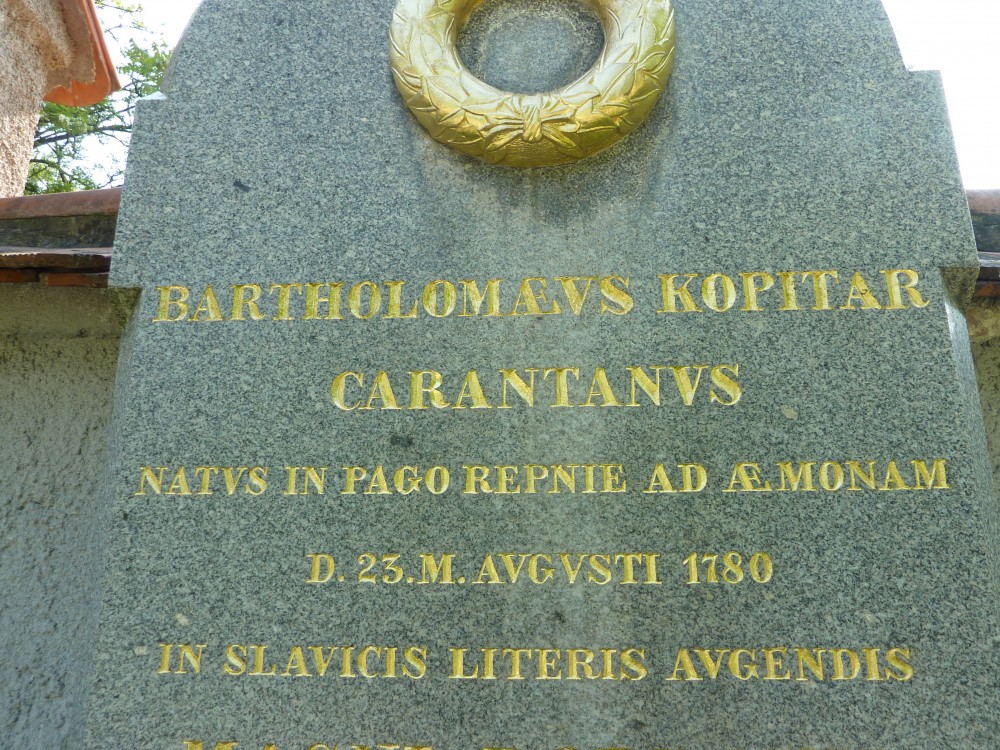 BARTHOLOMÆVS KOPITAR
CARANTANVS
NATVS IN PAGO REPNIE AD ÆMONAM
D. 23. M. AVGVSTI 1780
IN SLAVICIS LITERIS AVGENDIS